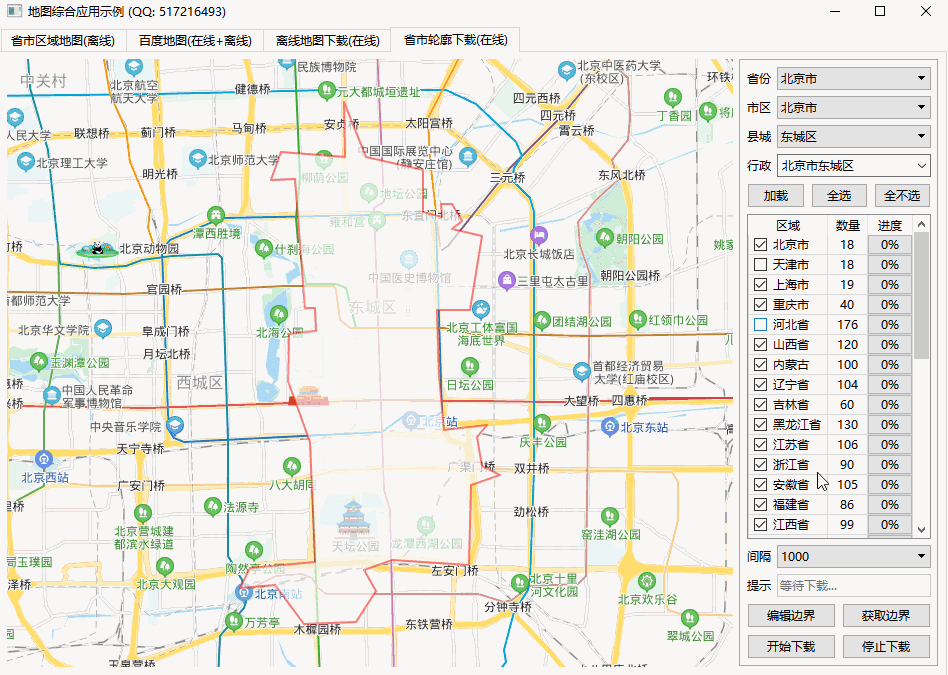 地图综合应用示例 (QQ: 517216493)
省市区域地图(离线)
百度地图(在线+离线)
离线地图下载(在线)
省市轮廓下载(在线)
中关村
北京航空
航天大学
民族博物院
健德桥
元大都城垣遗址
北京中医药大学
(东校区)
四元西桥
四元桥
霄云桥
丁香园
环铁
将
人民大学
联想桥
蓟门桥
马甸桥
安贞桥
太阳宫桥
北京理工大学
北京师范大学
明光桥
中国国际展览中心
(静安庄馆)
三元桥
东风北桥
柳荫公园
地坛公园
雍和宫
东直门北桥
潭西胜境
北京动物园
什刹海公园
北京长城饭店
朝阳公园
姚家
中国医史博物馆
朝阳公园桥
三里屯太古里
官园桥
首都师范大学
东城区
北京华文学院
阜成门桥
北海公园
北京工体富国
海底世界
团结湖公园
红领巾公园
月坛北桥
玉渊潭公园
西城区
日坛公园
首都经济贸易
大学(红庙校区)
中国人民革命
军事博物馆
大望桥
四惠桥
中央音乐学院
北京站
北京东站
天宁寺桥
庆丰公园
北京西站
广渠门桥
双井桥
广安门桥
八大胡同
法源寺
劲松桥
北京营城建
都滨水绿道
天坛公园
龙潭西湖公园
窑洼湖公园
陶然亭公园
北京大观园
左安门桥
北京十里
河文化园
北京欢乐谷
北京南站
分钟寺桥
万芳亭
木樨园桥
东铁营桥
翠城公园
玉泉营桥
省份 北京市
市区 北京市
县城 东城区
行政 北京市东城区
加载 全选 全不选
区域 数量 进度
北京市 18 0%
天津市 18 0%
上海市 19 0%
重庆市 40 0%
河北省 176 0%
山西省 120 0%
内蒙古 100 0%
辽宁省 104 0%
吉林省 60 0%
黑龙江省 130 0%
江苏省 106 0%
浙江省 90 0%
安徽省 105 0%
福建省 86 0%
江西省 99 0%
间隔 1000
提示 等待下载...
编辑边界 获取边界
开始下载 停止下载